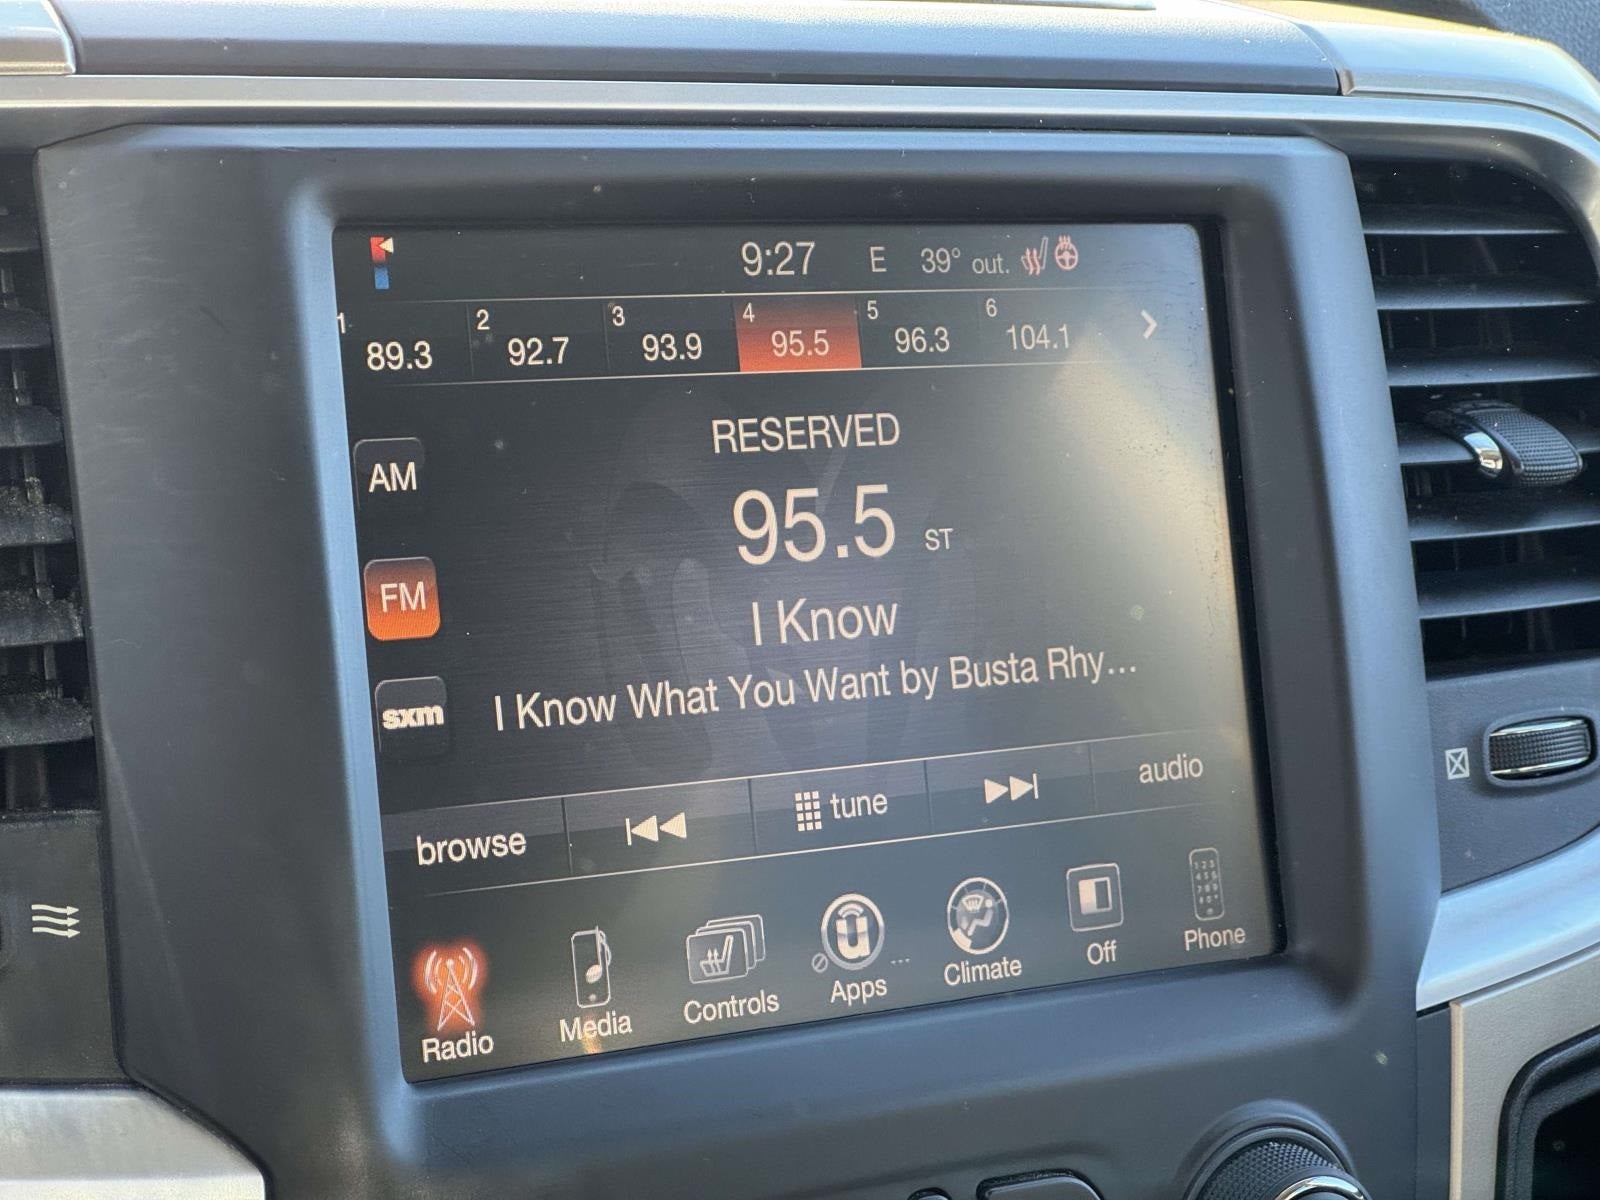 9:27 E 39° out.
1 2 3 4 5 6
89.3 92.7 93.9 95.5 96.3 104.1
RESERVED
AM
95.5 ST
FM
I Know
I Know What You Want by Busta Rhy...
sxm
browse tune audio
Radio Media Controls Apps ... Climate Off Phone